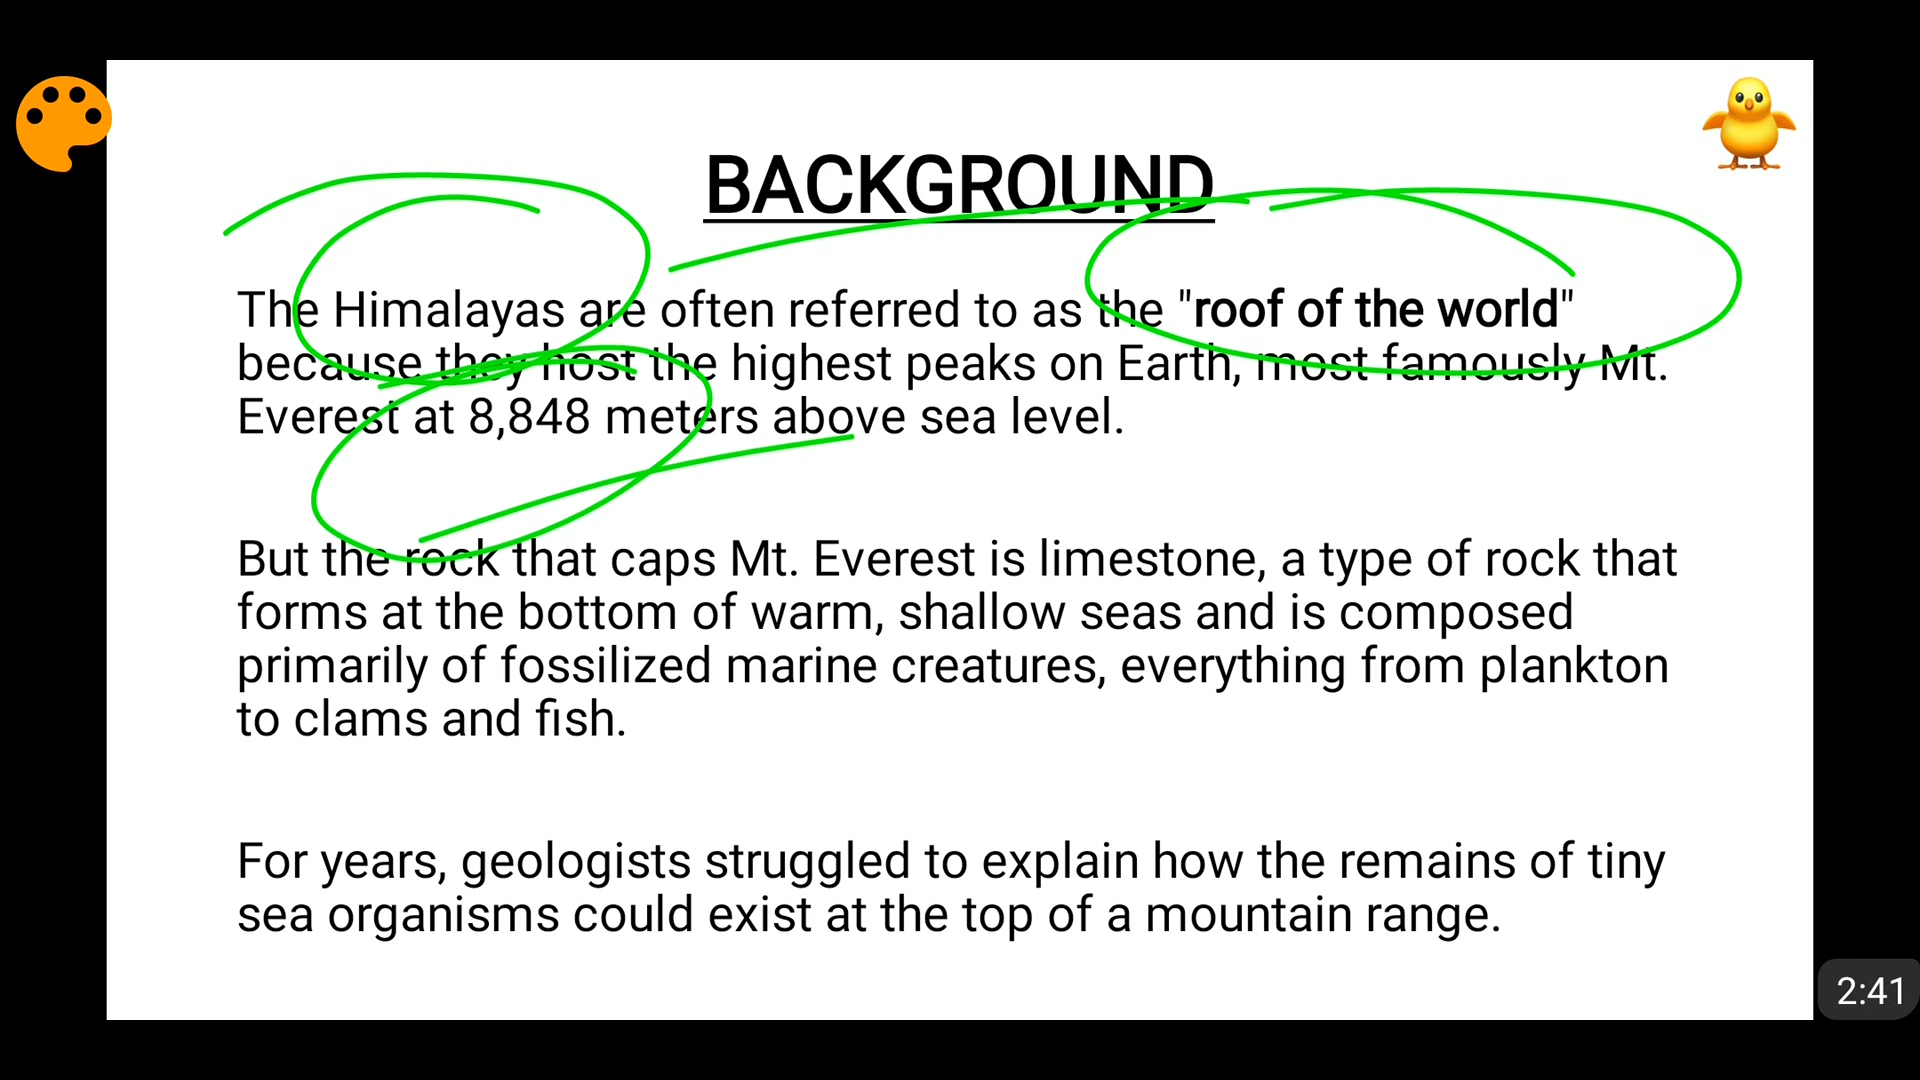 BACKGROUND
The Himalayas are often referred to as the "roof of the world"
because they host the highest peaks on Earth, most famously Mt.
Everest at 8,848 meters above sea level.
But the rock that caps Mt. Everest is limestone, a type of rock that
forms at the bottom of warm, shallow seas and is composed
primarily of fossilized marine creatures, everything from plankton
to clams and fish.
For years, geologists struggled to explain how the remains of tiny
sea organisms could exist at the top of a mountain range.
2:41